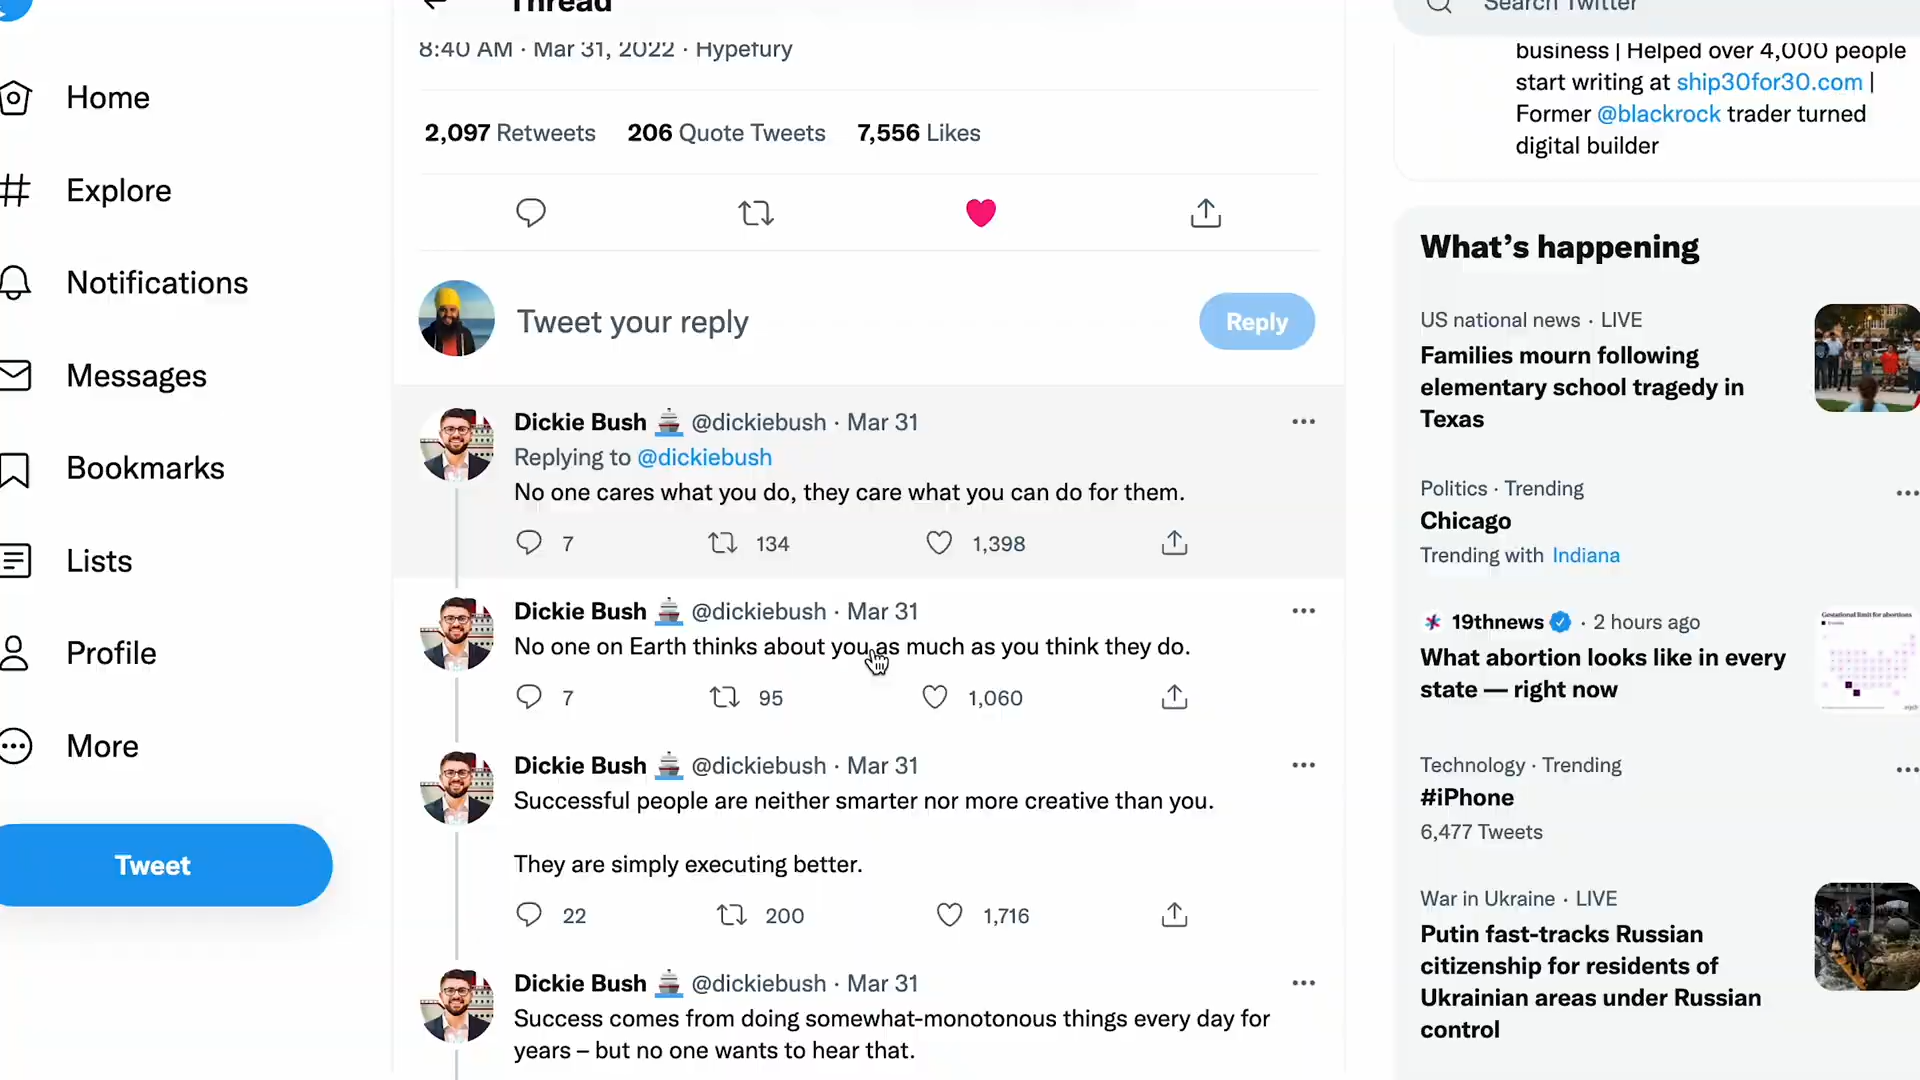 Thread
8:40 AM · Mar 31, 2022 · Hypefury
2,097 Retweets 206 Quote Tweets 7,556 Likes
Tweet your reply
Reply
Home
Explore
Notifications
Messages
Bookmarks
Lists
Profile
More
Tweet
Dickie Bush 🚢 @dickiebush · Mar 31
Replying to @dickiebush
No one cares what you do, they care what you can do for them.
7 134 1,398
Dickie Bush 🚢 @dickiebush · Mar 31
No one on Earth thinks about you as much as you think they do.
7 95 1,060
Dickie Bush 🚢 @dickiebush · Mar 31
Successful people are neither smarter nor more creative than you.
They are simply executing better.
22 200 1,716
Dickie Bush 🚢 @dickiebush · Mar 31
Success comes from doing somewhat-monotonous things every day for
years – but no one wants to hear that.
Search Twitter
business | Helped over 4,000 people
start writing at ship30for30.com |
Former @blackrock trader turned
digital builder
What's happening
US national news · LIVE
Families mourn following
elementary school tragedy in
Texas
Politics · Trending
Chicago
Trending with Indiana
19thnews · 2 hours ago
What abortion looks like in every
state — right now
Gestational limit for abortions
Technology · Trending
#iPhone
6,477 Tweets
War in Ukraine · LIVE
Putin fast-tracks Russian
citizenship for residents of
Ukrainian areas under Russian
control